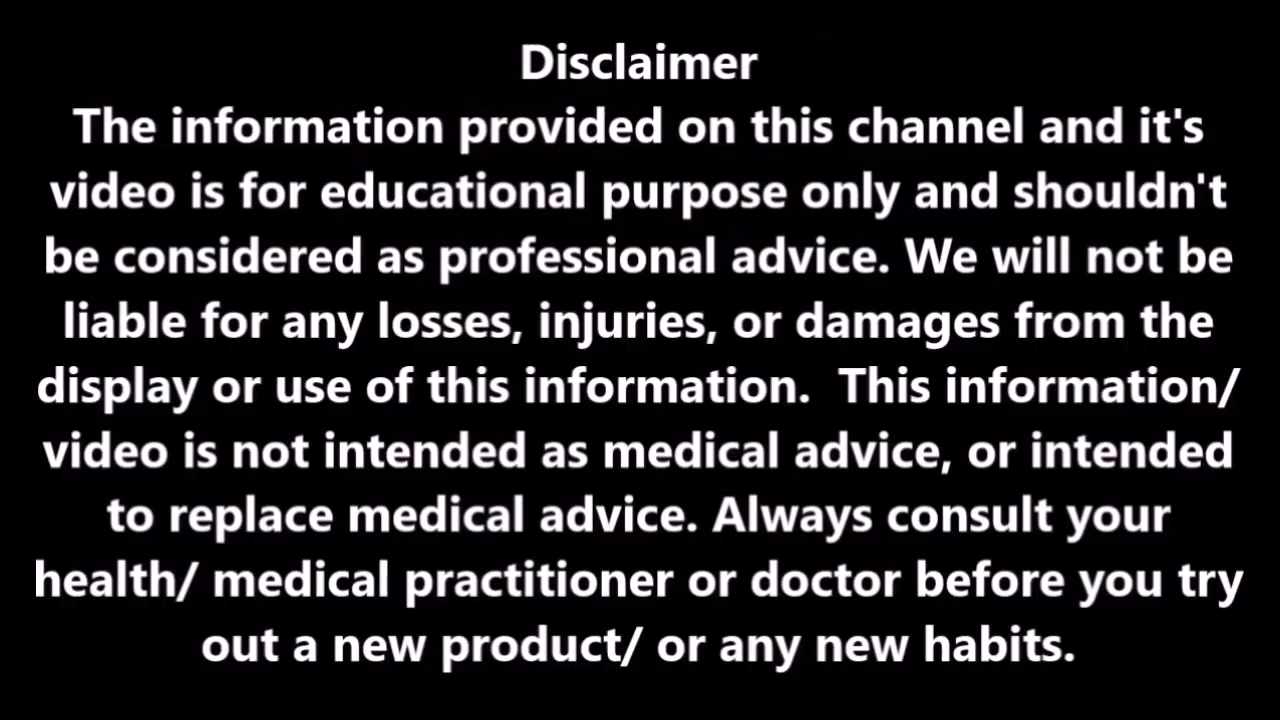 Disclaimer
The information provided on this channel and it's
video is for educational purpose only and shouldn't
be considered as professional advice. We will not be
liable for any losses, injuries, or damages from the
display or use of this information.  This information/
video is not intended as medical advice, or intended
to replace medical advice. Always consult your
health/ medical practitioner or doctor before you try
out a new product/ or any new habits.